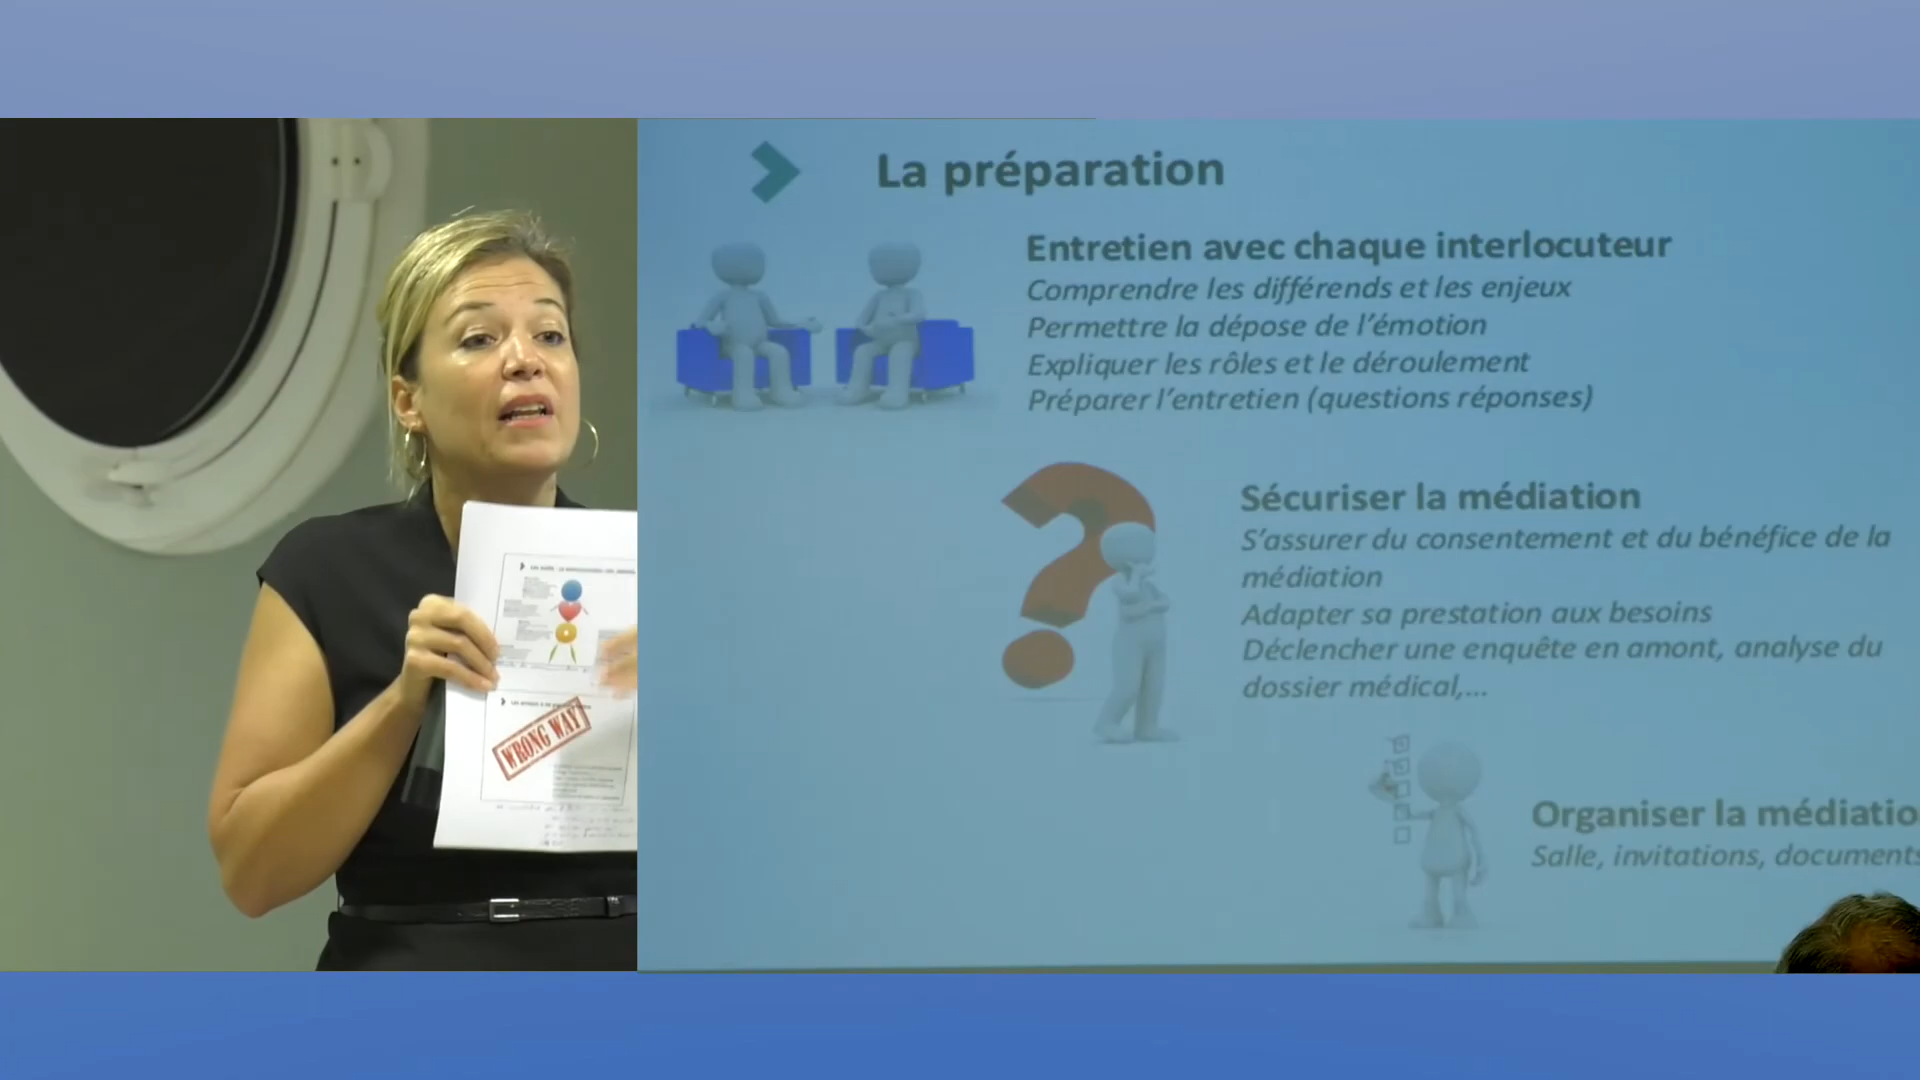 La préparation
Entretien avec chaque interlocuteur
Comprendre les différends et les enjeux
Permettre la dépose de l'émotion
Expliquer les rôles et le déroulement
Préparer l'entretien (questions réponses)
Sécuriser la médiation
S'assurer du consentement et du bénéfice de la
médiation
Adapter sa prestation aux besoins
Déclencher une enquête en amont, analyse du
dossier médical,...
Organiser la médiatio
Salle, invitations, documents
WRONG WAY